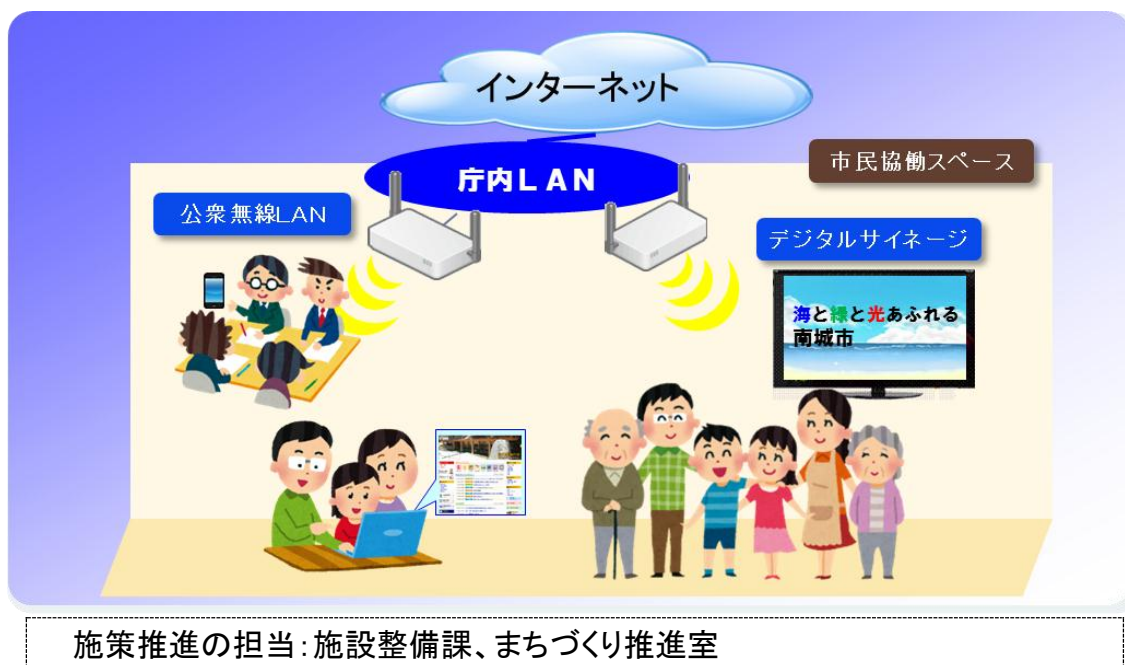 インターネット
庁内LAN
市民協働スペース
公衆無線LAN
デジタルサイネージ
海と緑と光あふれる
南城市
施策推進の担当:施設整備課、まちづくり推進室